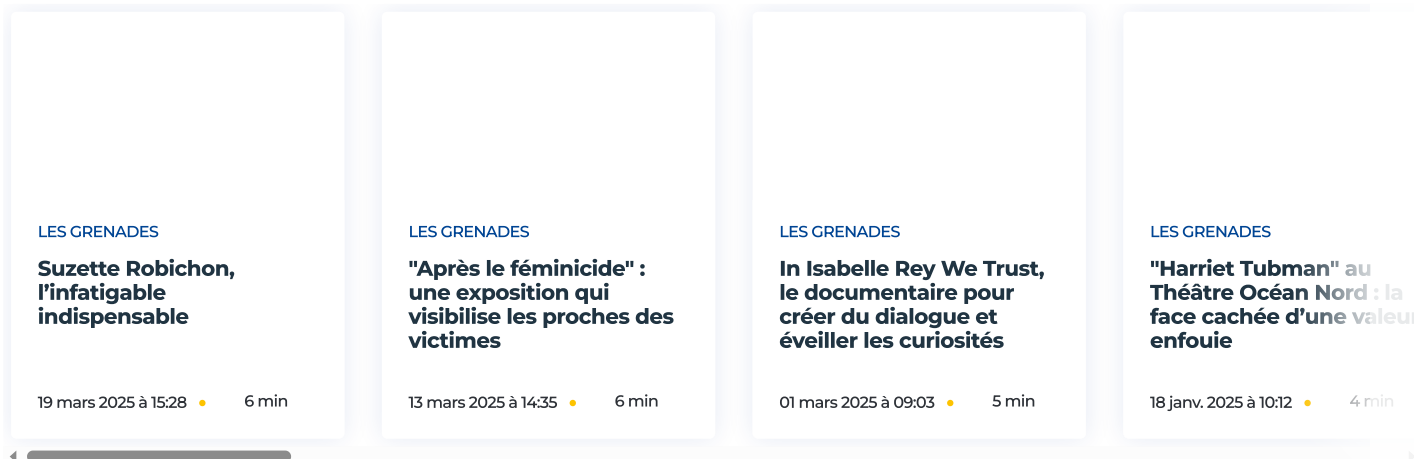 LES GRENADES
Suzette Robichon,
l’infatigable
indispensable
19 mars 2025 à 15:28
6 min
LES GRENADES
"Après le féminicide" :
une exposition qui
visibilise les proches des
victimes
13 mars 2025 à 14:35
6 min
LES GRENADES
In Isabelle Rey We Trust,
le documentaire pour
créer du dialogue et
éveiller les curiosités
01 mars 2025 à 09:03
5 min
LES GRENADES
"Harriet Tubman" au
Théâtre Océan Nord : la
face cachée d’une valeur
enfouie
18 janv. 2025 à 10:12
4 min